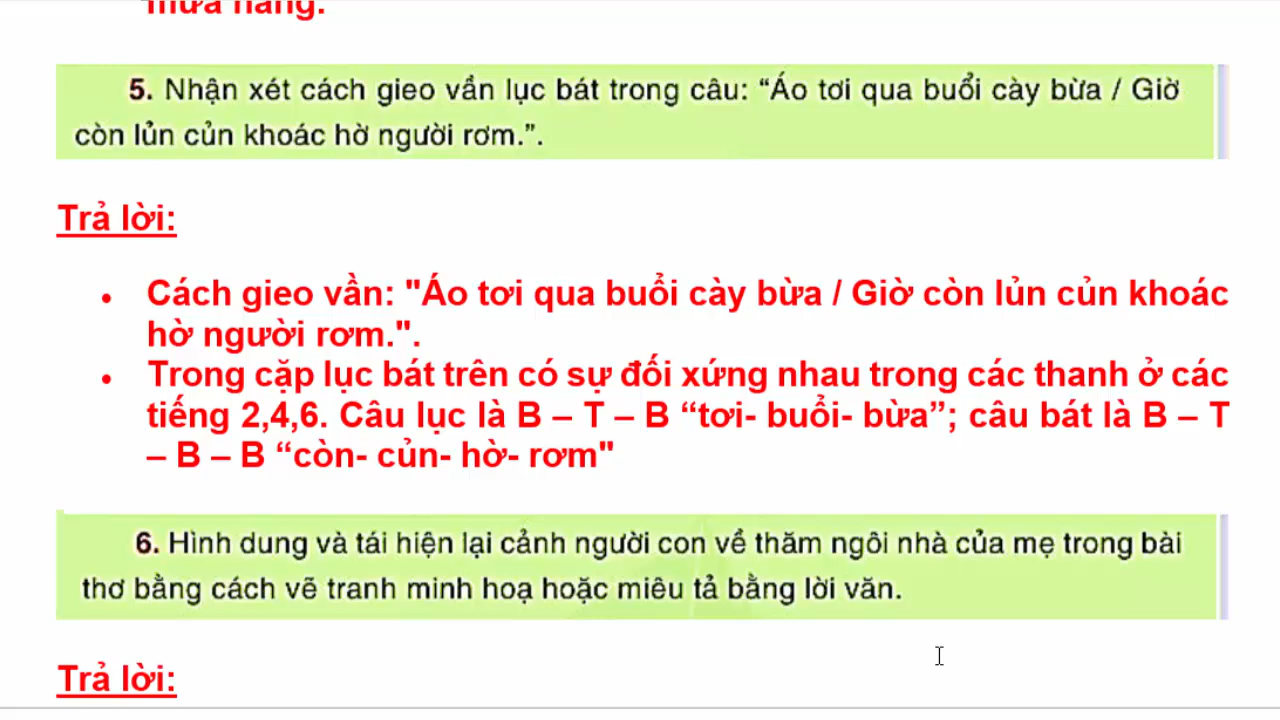 mưa nắng.
5. Nhận xét cách gieo vần lục bát trong câu: “Áo tơi qua buổi cày bừa / Giờ
còn lủn củn khoác hờ người rơm.”.
Trả lời:
• Cách gieo vần: "Áo tơi qua buổi cày bừa / Giờ còn lủn củn khoác
hờ người rơm.".
• Trong cặp lục bát trên có sự đối xứng nhau trong các thanh ở các
tiếng 2,4,6. Câu lục là B – T – B “tơi- buổi- bừa”; câu bát là B – T
– B – B “còn- củn- hờ- rơm"
6. Hình dung và tái hiện lại cảnh người con về thăm ngôi nhà của mẹ trong bài
thơ bằng cách vẽ tranh minh hoạ hoặc miêu tả bằng lời văn.
Trả lời: